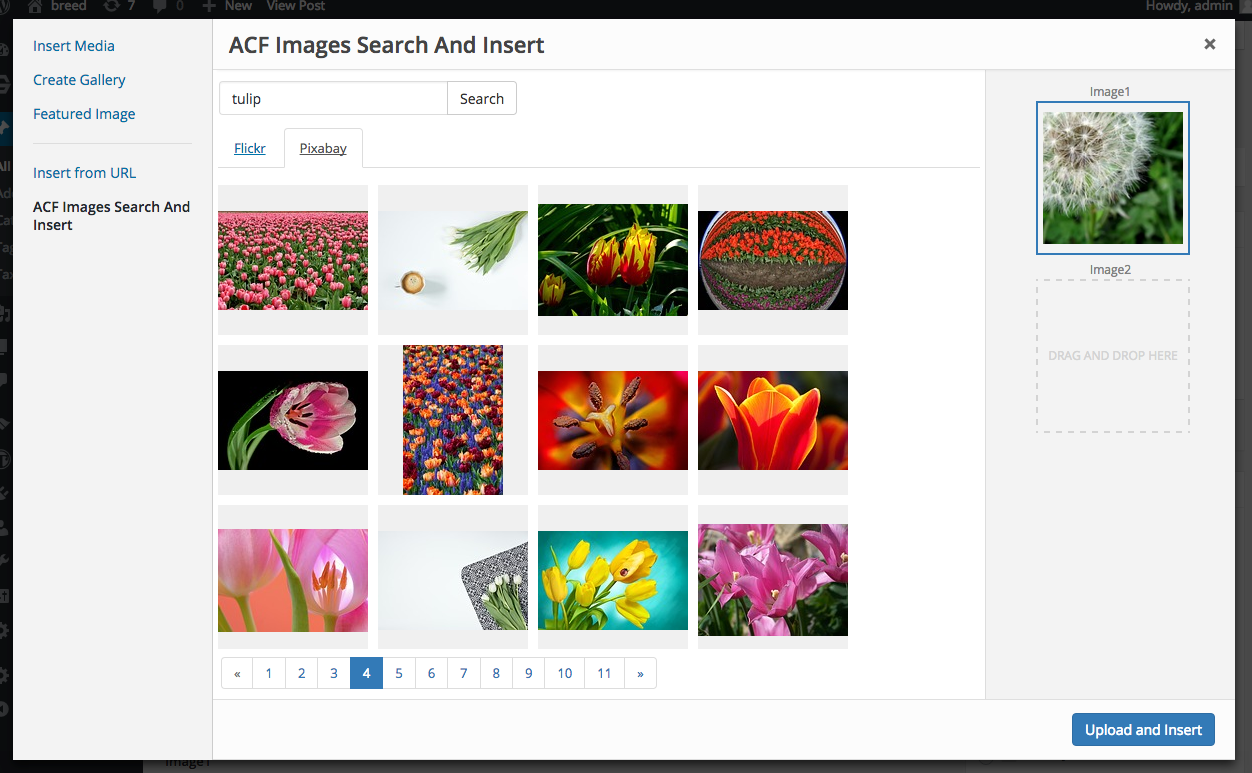 breed 7 0 New View Post Howdy, admin
Insert Media
Create Gallery
Featured Image
Insert from URL
ACF Images Search And
Insert
ACF Images Search And Insert
×
tulip Search
Flickr Pixabay
« 1 2 3 4 5 6 7 8 9 10 11 »
Image1
Image2
DRAG AND DROP HERE
Upload and Insert
All
Image1